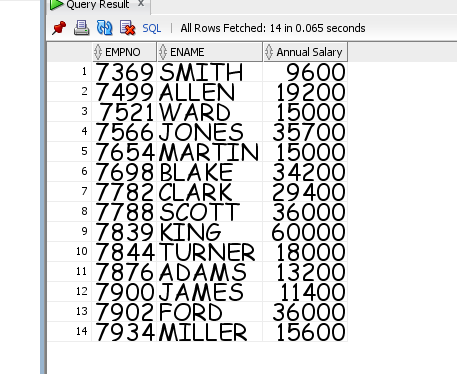 Query Result ×
SQL | All Rows Fetched: 14 in 0.065 seconds
EMPNO ENAME Annual Salary
1 7369 SMITH 9600
2 7499 ALLEN 19200
3 7521 WARD 15000
4 7566 JONES 35700
5 7654 MARTIN 15000
6 7698 BLAKE 34200
7 7782 CLARK 29400
8 7788 SCOTT 36000
9 7839 KING 60000
10 7844 TURNER 18000
11 7876 ADAMS 13200
12 7900 JAMES 11400
13 7902 FORD 36000
14 7934 MILLER 15600